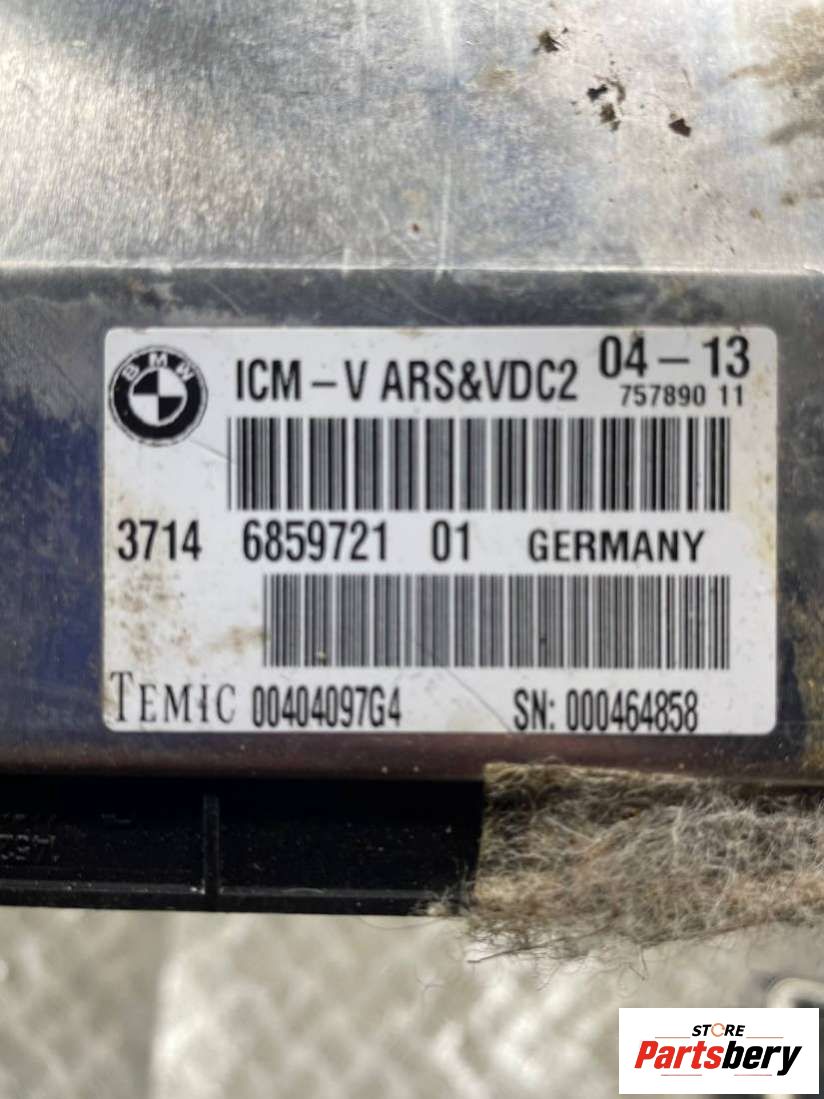 BMW
ICM – V ARS&VDC2 04 – 13
757890 11
3714 6859721 01 GERMANY
TEMIC 00404097G4 SN: 000464858
STORE
Partsbery